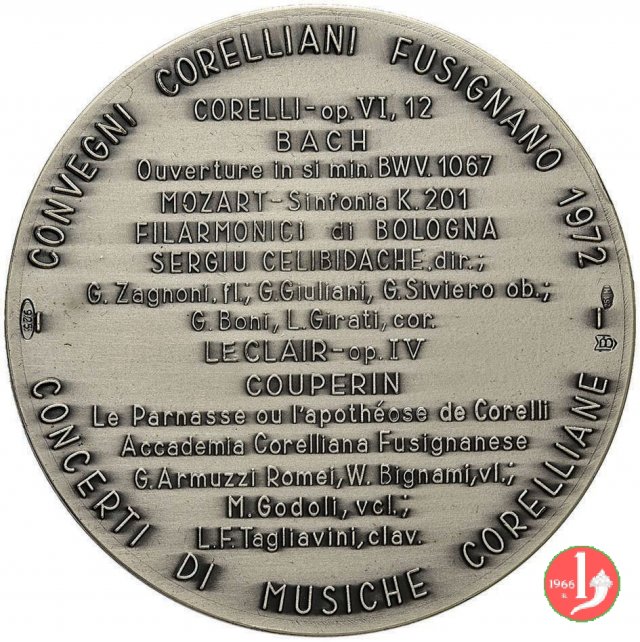 CONVEGNI CORELLIANI FUSIGNANO 1972
CORELLI-op. VI, 12
BACH
Ouverture in si min. BWV. 1067
MOZART-Sinfonia K. 201
FILARMONICI di BOLOGNA
SERGIU CELIBIDACHE, dir.;
G. Zagnoni, fl.; G. Giuliani, G. Siviero ob.;
G. Boni, L. Girati, cor.
LECLAIR-op. IV
COUPERIN
Le Parnasse ou l'apothéose de Corelli
Accademia Corelliana Fusignanese
G. Armuzzi Romei, W. Bignami, vl.;
M. Godoli, vcl.;
L.F. Tagliavini, clav.
CONCERTI DI MUSICHE CORELLIANE
925
1966